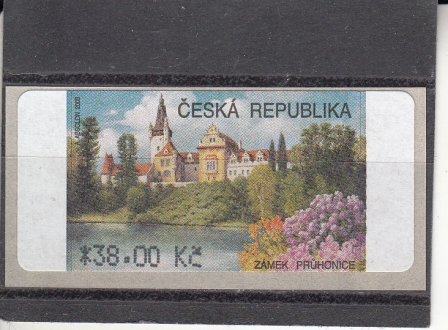 ČESKÁ REPUBLIKA
*38.00 Kč
ZÁMEK PRŮHONICE